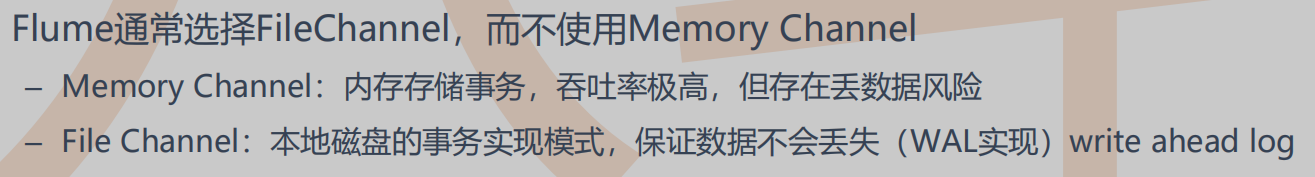 Flume通常选择FileChannel，而不使用Memory Channel
– Memory Channel：内存存储事务，吞吐率极高，但存在丢数据风险
– File Channel：本地磁盘的事务实现模式，保证数据不会丢失（WAL实现）write ahead log